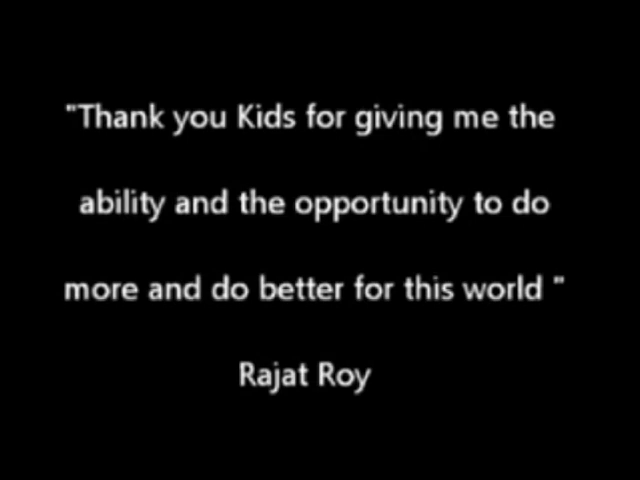 "Thank you Kids for giving me the
ability and the opportunity to do
more and do better for this world "
Rajat Roy